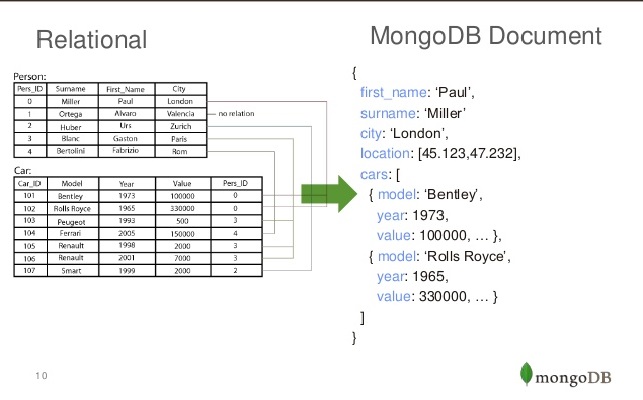 Relational
MongoDB Document
Person:
Pers_ID Surname First_Name City
0 Miller Paul London
1 Ortega Alvaro Valencia no relation
2 Huber Urs Zurich
3 Blanc Gaston Paris
4 Bertolini Fabrizio Rom
Car:
Car_ID Model Year Value Pers_ID
101 Bentley 1973 100000 0
102 Rolls Royce 1965 330000 0
103 Peugeot 1993 500 3
104 Ferrari 2005 150000 4
105 Renault 1998 2000 3
106 Renault 2001 7000 3
107 Smart 1999 2000 2
{
first_name: ‘Paul’,
surname: ‘Miller’
city: ‘London’,
location: [45.123,47.232],
cars: [
{ model: ‘Bentley’,
year: 1973,
value: 100000, … },
{ model: ‘Rolls Royce’,
year: 1965,
value: 330000, … }
]
}
10
mongoDB